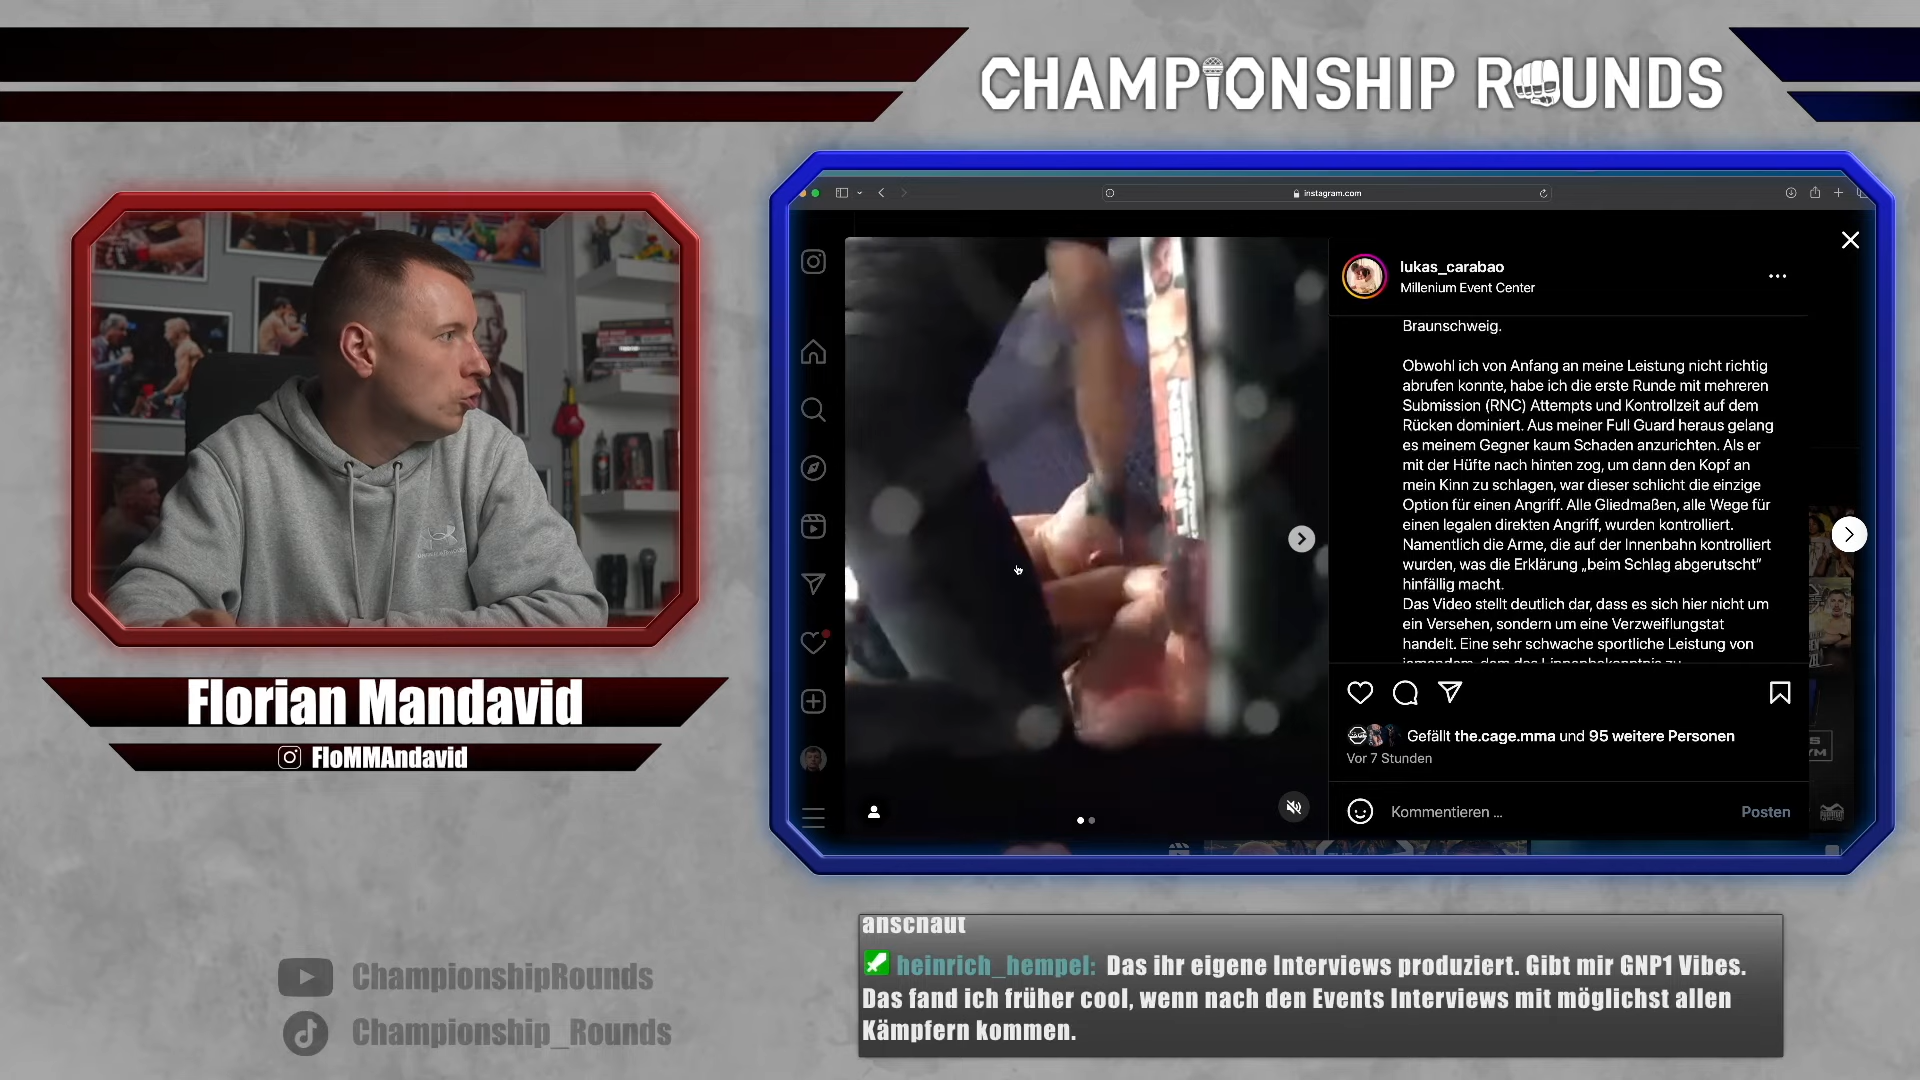 CHAMPIONSHIP ROUNDS
instagram.com
lukas_carabao
Millenium Event Center
Braunschweig.
Obwohl ich von Anfang an meine Leistung nicht richtig
abrufen konnte, habe ich die erste Runde mit mehreren
Submission (RNC) Attempts und Kontrollzeit auf dem
Rücken dominiert. Aus meiner Full Guard heraus gelang
es meinem Gegner kaum Schaden anzurichten. Als er
mit der Hüfte nach hinten zog, um dann den Kopf an
mein Kinn zu schlagen, war dieser schlicht die einzige
Option für einen Angriff. Alle Gliedmaßen, alle Wege für
einen legalen direkten Angriff, wurden kontrolliert.
Namentlich die Arme, die auf der Innenbahn kontrolliert
wurden, was die Erklärung „beim Schlag abgerutscht"
hinfällig macht.
Das Video stellt deutlich dar, dass es sich hier nicht um
ein Versehen, sondern um eine Verzweiflungstat
handelt. Eine sehr schwache sportliche Leistung von
Gefällt the.cage.mma und 95 weitere Personen
Vor 7 Stunden
Kommentieren ...
Posten
Florian Mandavid
FloMMAndavid
ChampionshipRounds
Championship_Rounds
anschaut
heinrich_hempel: Das ihr eigene Interviews produziert. Gibt mir GNP1 Vibes.
Das fand ich früher cool, wenn nach den Events Interviews mit möglichst allen
Kämpfern kommen.